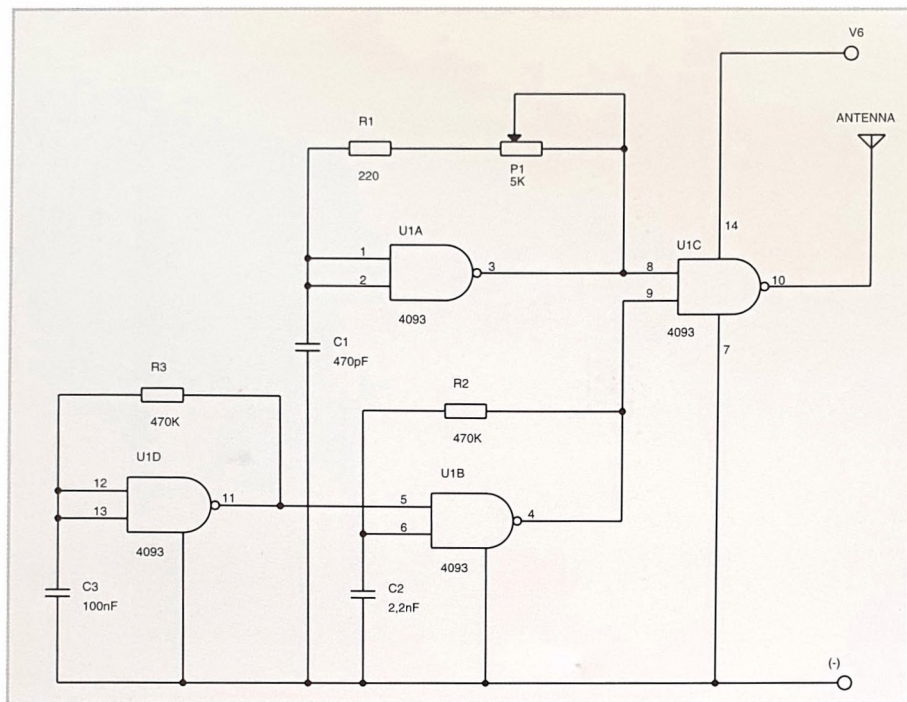 V6
ANTENNA
R1
220
P1
5K
14
U1A
U1C
1
2
3
8
9
10
4093
4093
7
C1
470pF
R3
470K
R2
470K
U1D
U1B
12
13
11
5
6
4
4093
4093
C3
100nF
C2
2,2nF
(-)